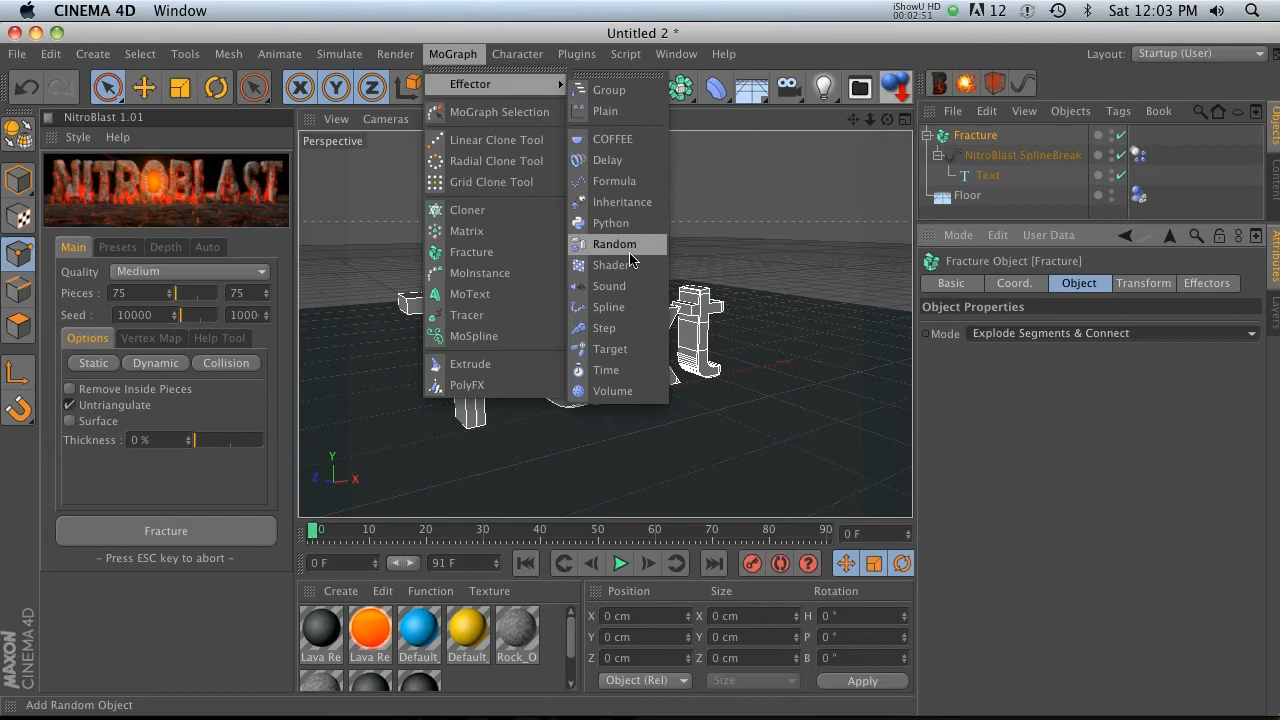 CINEMA 4D Window
iShowU HD
00:02:51
12
Sat 12:03 PM
Untitled 2 *
File Edit Create Select Tools Mesh Animate Simulate Render MoGraph Character Plugins Script Window Help
Layout: Startup (User)
X Y Z
NitroBlast 1.01
Style Help
NITROBLAST
Main Presets Depth Auto
Quality Medium
Pieces : 75 75
Seed : 10000 1000
Options Vertex Map Help Tool
Static Dynamic Collision
Remove Inside Pieces
Untriangulate
Surface
Thickness : 0 %
Fracture
– Press ESC key to abort –
View Cameras
Perspective
Effector
MoGraph Selection
Linear Clone Tool
Radial Clone Tool
Grid Clone Tool
Cloner
Matrix
Fracture
MoInstance
MoText
Tracer
MoSpline
Extrude
PolyFX
Group
Plain
COFFEE
Delay
Formula
Inheritance
Python
Random
Shader
Sound
Spline
Step
Target
Time
Volume
Y
Z X
0 10 20 30 40 50 60 70 80 90 0 F
0 F 91 F
Create Edit Function Texture
Lava Re Lava Re Default_ Default_ Rock_O
Position Size Rotation
X 0 cm X 0 cm H 0 °
Y 0 cm Y 0 cm P 0 °
Z 0 cm Z 0 cm B 0 °
Object (Rel) Size Apply
File Edit View Objects Tags Book
Fracture
NitroBlast SplineBreak
T Text
Floor
Mode Edit User Data
Fracture Object [Fracture]
Basic Coord. Object Transform Effectors
Object Properties
Mode Explode Segments & Connect
Objects
Content
Attributes
Layer
MAXON
CINEMA 4D
Add Random Object